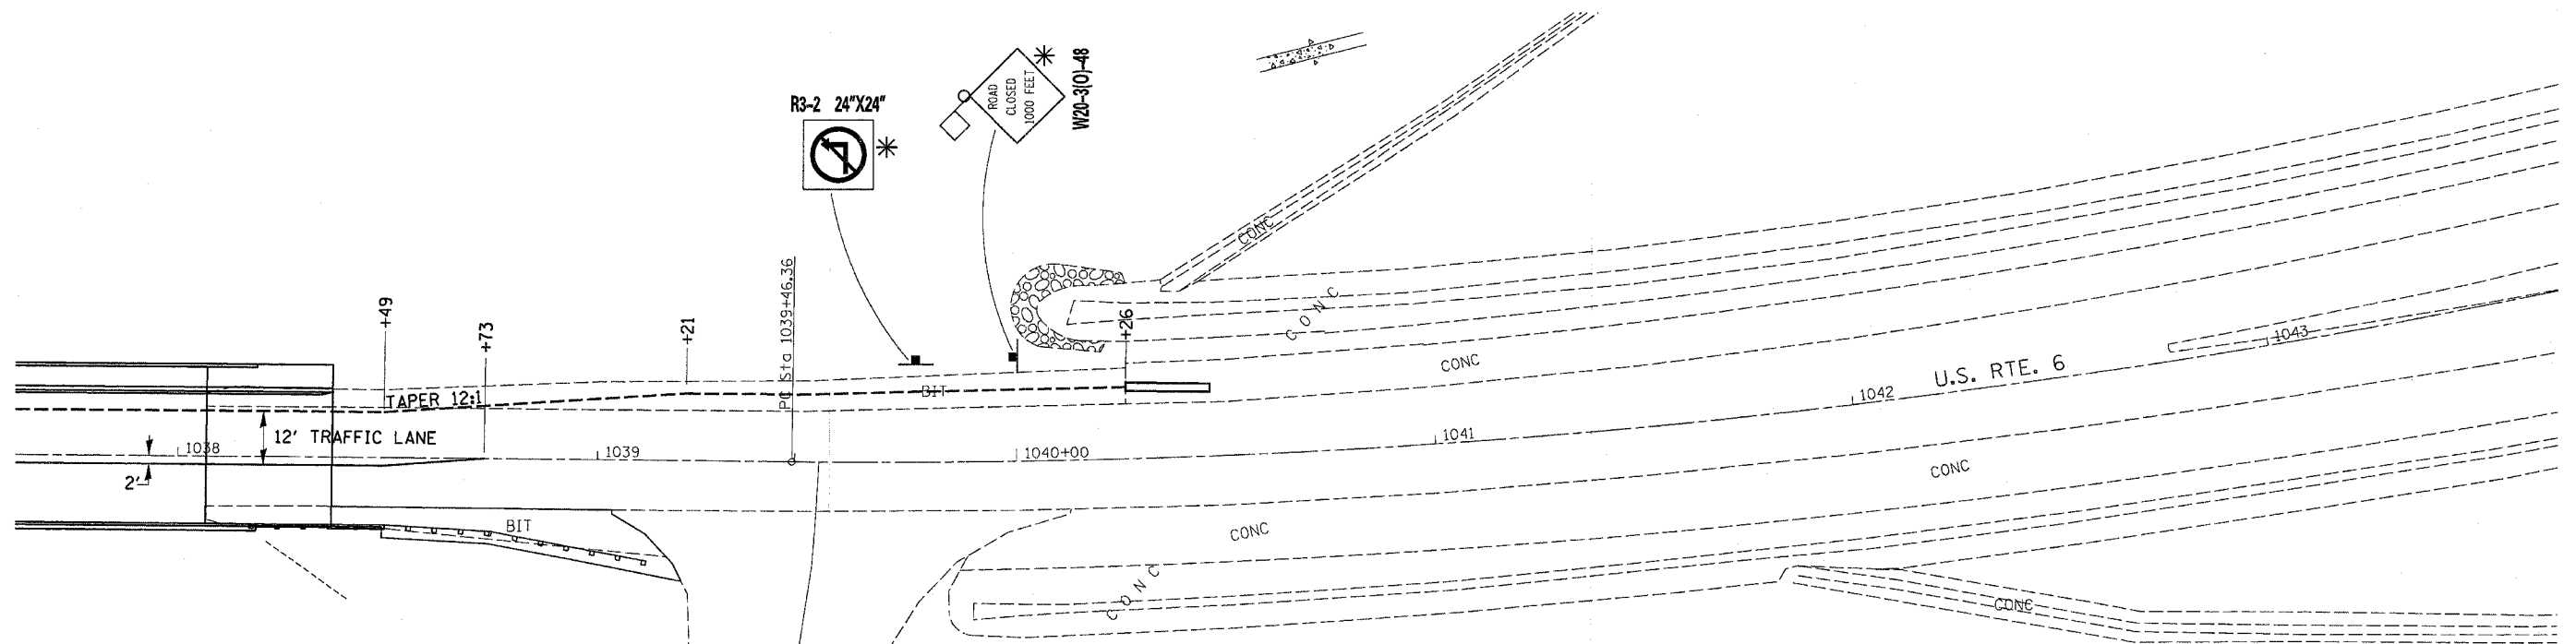 R3-2 24"X24"
ROAD
CLOSED
1000 FEET
W20-3(O)-48
CONC
+49
+73
+21
PC Sta 1039+46.36
+26
CONC
CONC
BIT
TAPER 12:1
12' TRAFFIC LANE
1038
2'
1039
1040+00
1041
1042
U.S. RTE. 6
1043
BIT
CONC
CONC
CONC
CONC